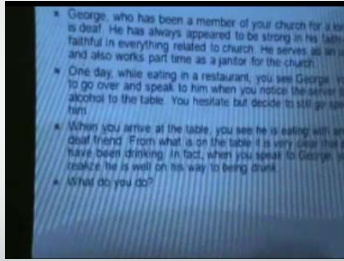 George, who has been a member of your church for a
is deaf. He has always appeared to be strong in his faith
faithful in everything related to church. He serves as an
and also works part time as a janitor for the church.
One day, while eating in a restaurant, you see George.
to go over and speak to him when you notice the server
alcohol to the table. You hesitate but decide to still go
him.
When you arrive at the table, you see he is eating with
deaf friend. From what is on the table it is very clear that
have been drinking. In fact, when you speak to George,
realize he is well on his way to being drunk.
What do you do?